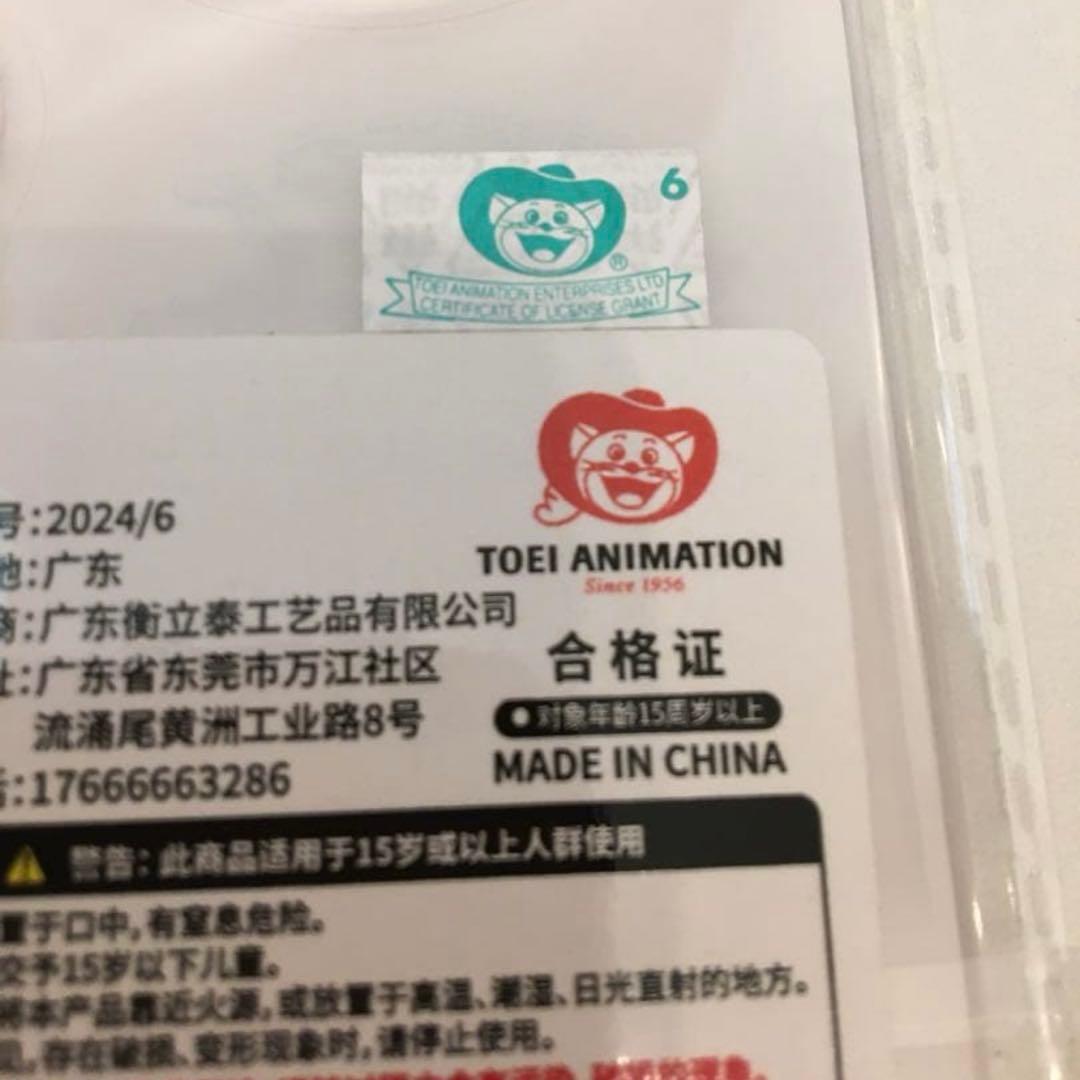 6
®
TOEI ANIMATION ENTERPRISES LTD
CERTIFICATE OF LICENSE GRANT
TOEI ANIMATION
Since 1956
合格证
对象年龄15周岁以上
MADE IN CHINA
号:2024/6
地:广东
商:广东衡立泰工艺品有限公司
址:广东省东莞市万江社区
流涌尾黄洲工业路8号
:17666663286
警告:此商品适用于15岁或以上人群使用
置于口中,有窒息危险。
交予15岁以下儿童。
将本产品靠近火源,或放置于高温、潮湿、日光直射的地方。
见,存在破损、变形现象时,请停止使用。